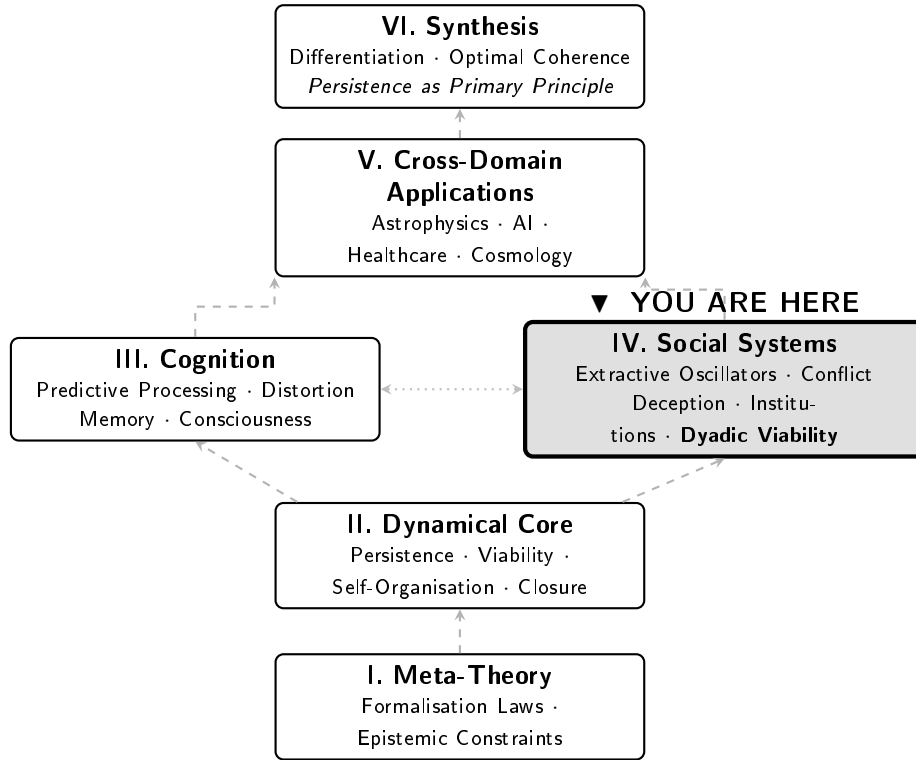 VI. Synthesis
Differentiation · Optimal Coherence
Persistence as Primary Principle
V. Cross-Domain
Applications
Astrophysics · AI ·
Healthcare · Cosmology
▼ YOU ARE HERE
III. Cognition
Predictive Processing · Distortion
Memory · Consciousness
IV. Social Systems
Extractive Oscillators · Conflict
Deception · Institu-
tions · Dyadic Viability
II. Dynamical Core
Persistence · Viability ·
Self-Organisation · Closure
I. Meta-Theory
Formalisation Laws ·
Epistemic Constraints